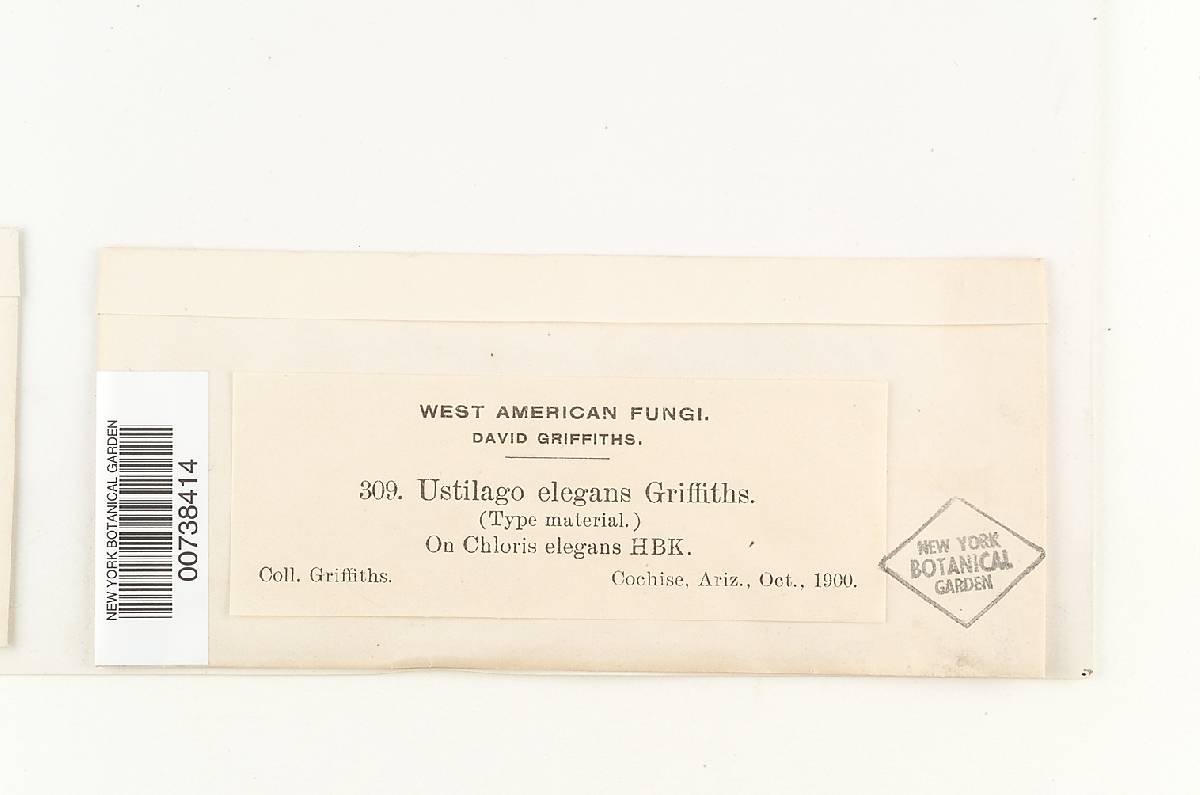 WEST AMERICAN FUNGI.
DAVID GRIFFITHS.
309. Ustilago elegans Griffiths.
(Type material.)
On Chloris elegans HBK.
Coll. Griffiths. Cochise, Ariz., Oct., 1900.
NEW YORK BOTANICAL GARDEN
00738414
NEW YORK
BOTANICAL
GARDEN